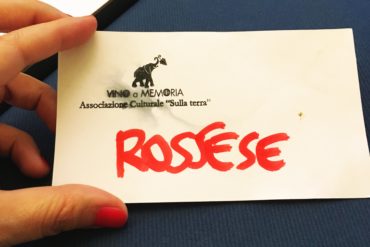 VINO a MEMORIA
Associazione Culturale "Sulla terra"
ROSSESE